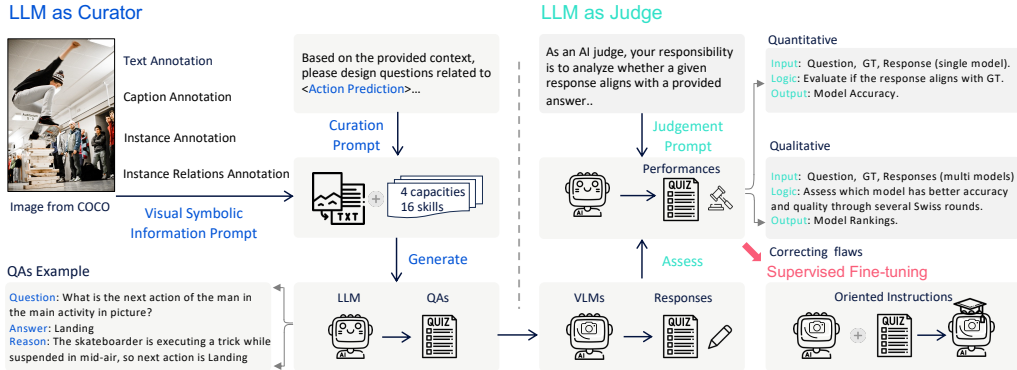 LLM as Curator
Text Annotation
Caption Annotation
Instance Annotation
Instance Relations Annotation
Image from COCO
Visual Symbolic
Information Prompt
Based on the provided context,
please design questions related to
<Action Prediction>...
Curation
Prompt
TXT
4 capacities
16 skills
Generate
QAs Example
Question: What is the next action of the man in
the main activity in picture?
Answer: Landing
Reason: The skateboarder is executing a trick while
suspended in mid-air, so next action is Landing
LLM
QAs
AI
QUIZ
LLM as Judge
As an AI judge, your responsibility
is to analyze whether a given
response aligns with a provided
answer..
Judgement
Prompt
Performances
AI
QUIZ
Assess
VLMs
Responses
AI
QUIZ
Quantitative
Input: Question, GT, Response (single model).
Logic: Evaluate if the response aligns with GT.
Output: Model Accuracy.
Qualitative
Input: Question, GT, Responses (multi models)
Logic: Assess which model has better accuracy
and quality through several Swiss rounds.
Output: Model Rankings.
Correcting flaws
Supervised Fine-tuning
Oriented Instructions
AI
QUIZ
AI